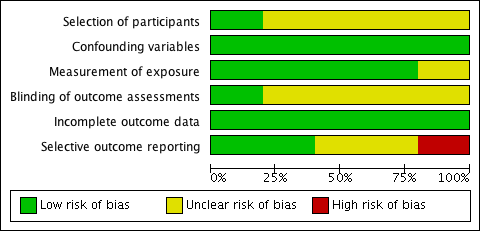 Selection of participants
Confounding variables
Measurement of exposure
Blinding of outcome assessments
Incomplete outcome data
Selective outcome reporting
0% 25% 50% 75% 100%
Low risk of bias Unclear risk of bias High risk of bias